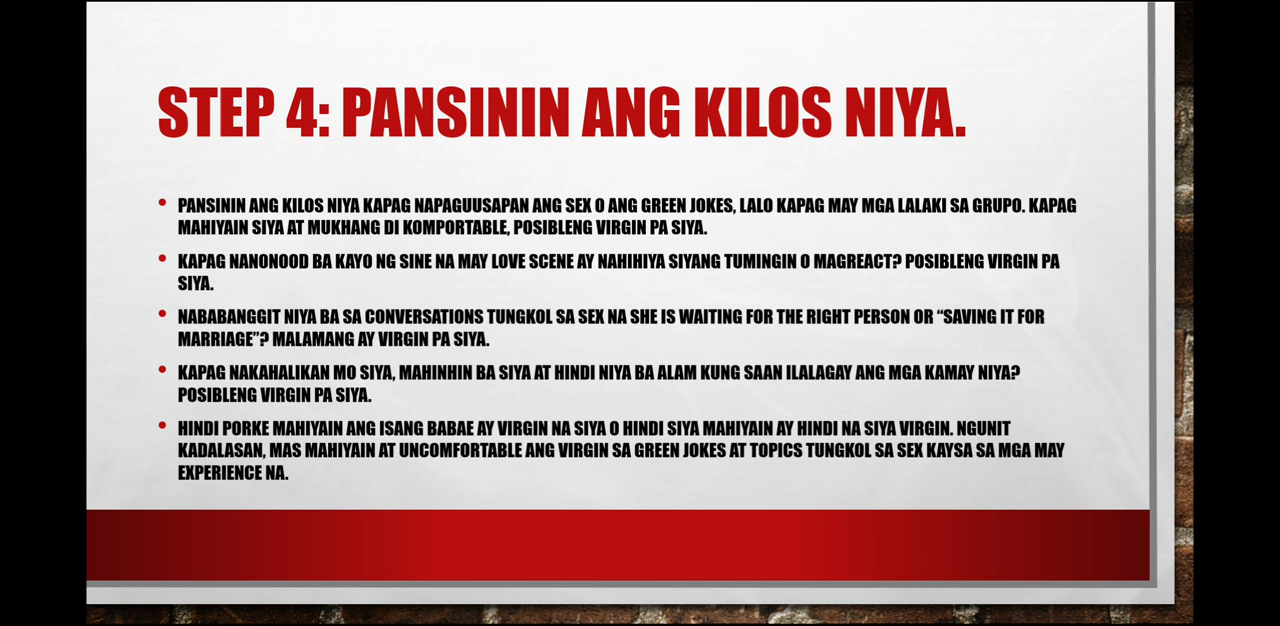 STEP 4: PANSININ ANG KILOS NIYA.
• PANSININ ANG KILOS NIYA KAPAG NAPAGUUSAPAN ANG SEX O ANG GREEN JOKES, LALO KAPAG MAY MGA LALAKI SA GRUPO. KAPAG
MAHIYAIN SIYA AT MUKHANG DI KOMPORTABLE, POSIBLENG VIRGIN PA SIYA.
• KAPAG NANONOOD BA KAYO NG SINE NA MAY LOVE SCENE AY NAHIHIYA SIYANG TUMINGIN O MAGREACT? POSIBLENG VIRGIN PA
SIYA.
• NABABANGGIT NIYA BA SA CONVERSATIONS TUNGKOL SA SEX NA SHE IS WAITING FOR THE RIGHT PERSON OR “SAVING IT FOR
MARRIAGE”? MALAMANG AY VIRGIN PA SIYA.
• KAPAG NAKAHALIKAN MO SIYA, MAHINHIN BA SIYA AT HINDI NIYA BA ALAM KUNG SAAN ILALAGAY ANG MGA KAMAY NIYA?
POSIBLENG VIRGIN PA SIYA.
• HINDI PORKE MAHIYAIN ANG ISANG BABAE AY VIRGIN NA SIYA O HINDI SIYA MAHIYAIN AY HINDI NA SIYA VIRGIN. NGUNIT
KADALASAN, MAS MAHIYAIN AT UNCOMFORTABLE ANG VIRGIN SA GREEN JOKES AT TOPICS TUNGKOL SA SEX KAYSA SA MGA MAY
EXPERIENCE NA.